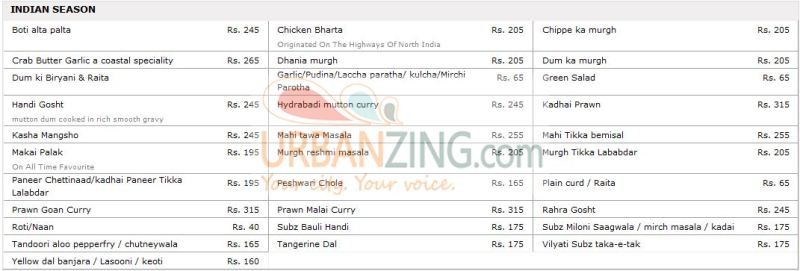 INDIAN SEASON
Boti alta palta Rs. 245 Chicken Bharta Rs. 205 Chippe ka murgh Rs. 205
Originated On The Highways Of North India
Crab Butter Garlic a coastal speciality Rs. 265 Dhania murgh Rs. 205 Dum ka murgh Rs. 205
Dum ki Biryani & Raita Rs. 245 Garlic/Pudina/Laccha paratha/ kulcha/Mirchi Rs. 65 Green Salad Rs. 65
Parotha
Handi Gosht Rs. 245 Hydrabadi mutton curry Rs. 245 Kadhai Prawn Rs. 315
mutton dum cooked in rich smooth gravy
Kasha Mangsho Rs. 245 Mahi tawa Masala Rs. 255 Mahi Tikka bemisal Rs. 255
Makai Palak Rs. 195 Murgh reshmi masala Rs. 205 Murgh Tikka Lababdar Rs. 205
On All Time Favourite
URBANZING.com
Your city. Your voice.
Paneer Chettinaad/kadhai Paneer Tikka Rs. 195 Peshwari Chole Rs. 165 Plain curd / Raita Rs. 65
Lalabdar
Prawn Goan Curry Rs. 315 Prawn Malai Curry Rs. 315 Rahra Gosht Rs. 245
Roti/Naan Rs. 40 Subz Bauli Handi Rs. 175 Subz Miloni Saagwala / mirch masala / kadai Rs. 175
Tandoori aloo pepperfry / chutneywala Rs. 165 Tangerine Dal Rs. 175 Vilyati Subz taka-e-tak Rs. 175
Yellow dal banjara / Lasooni / keoti Rs. 160